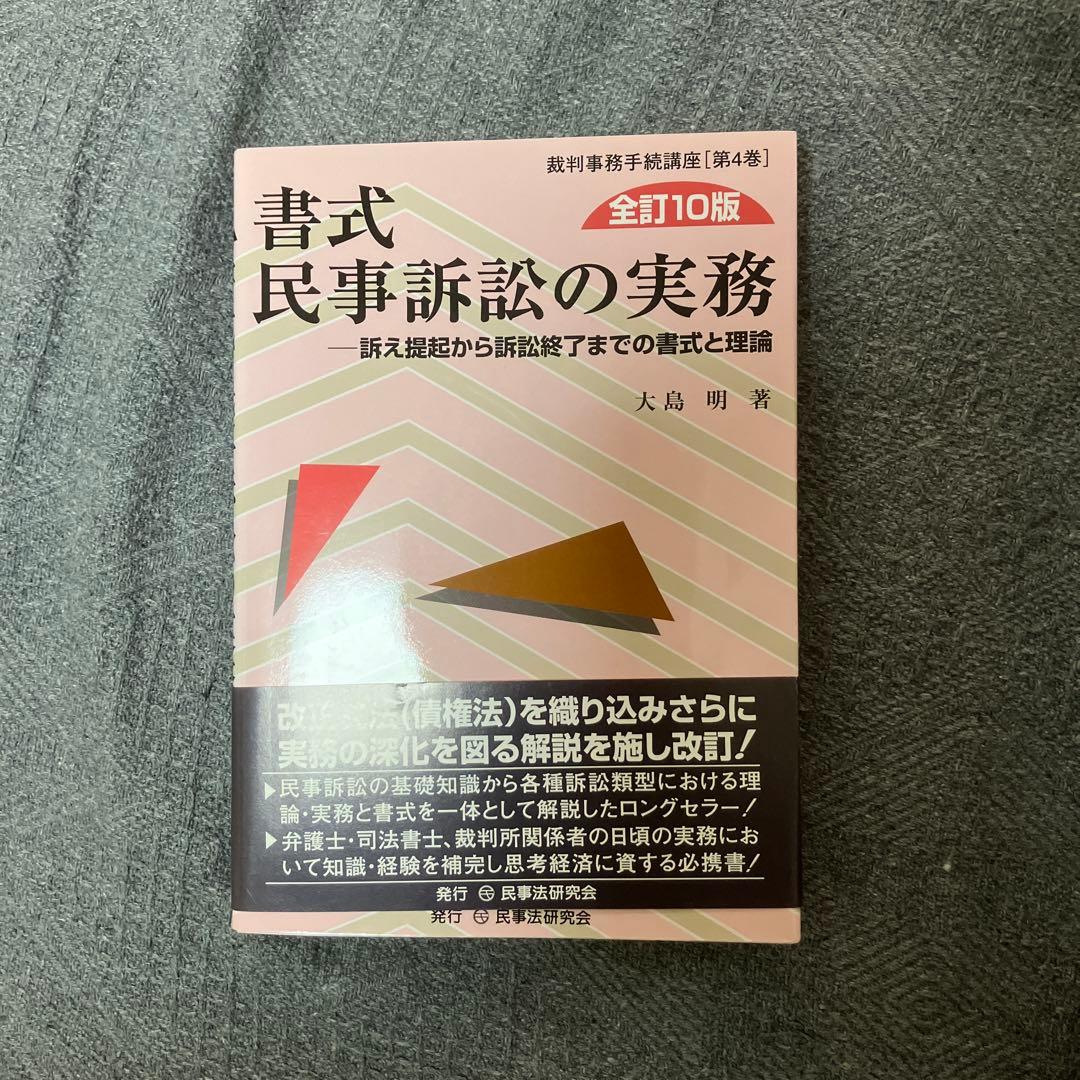 裁判事務手続講座[第4巻]
全訂10版
書式
民事訴訟の実務
―訴え提起から訴訟終了までの書式と理論
大島 明 著
(債権法)を織り込みさらに
実務の深化を図る解説を施し改訂!
▶民事訴訟の基礎知識から各種訴訟類型における理
論・実務と書式を一体として解説したロングセラー!
▶弁護士・司法書士、裁判所関係者の日頃の実務にお
いて知識・経験を補完し思考経済に資する必携書!
発行 民事法研究会
発行 民事法研究会